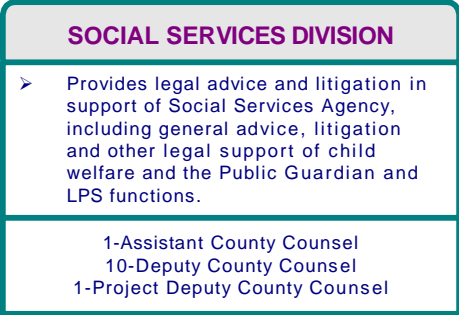 SOCIAL SERVICES DIVISION
➢ Provides legal advice and litigation in
support of Social Services Agency,
including general advice, litigation
and other legal support of child
welfare and the Public Guardian and
LPS functions.
1-Assistant County Counsel
10-Deputy County Counsel
1-Project Deputy County Counsel